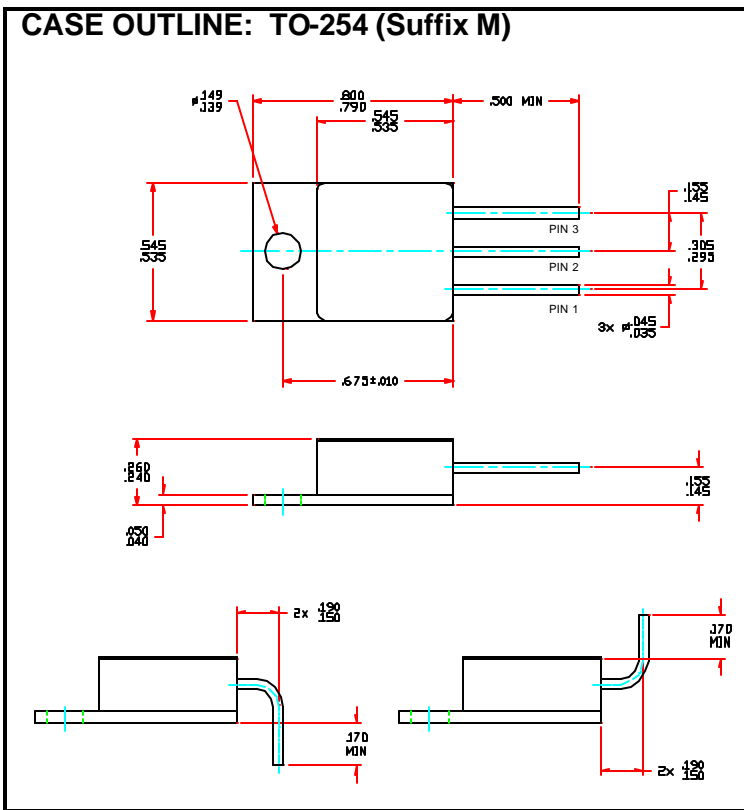 CASE OUTLINE: TO-254 (Suffix M)
ø.149
.139
.800
.790
.500 MIN
.545
.535
.545
.535
.155
.145
PIN 3
.305
.295
PIN 2
PIN 1
3x ø.045
.035
.675±.010
.260
.240
.155
.145
.050
.040
2x .190
.150
.170
MIN
.170
MIN
2x .190
.150